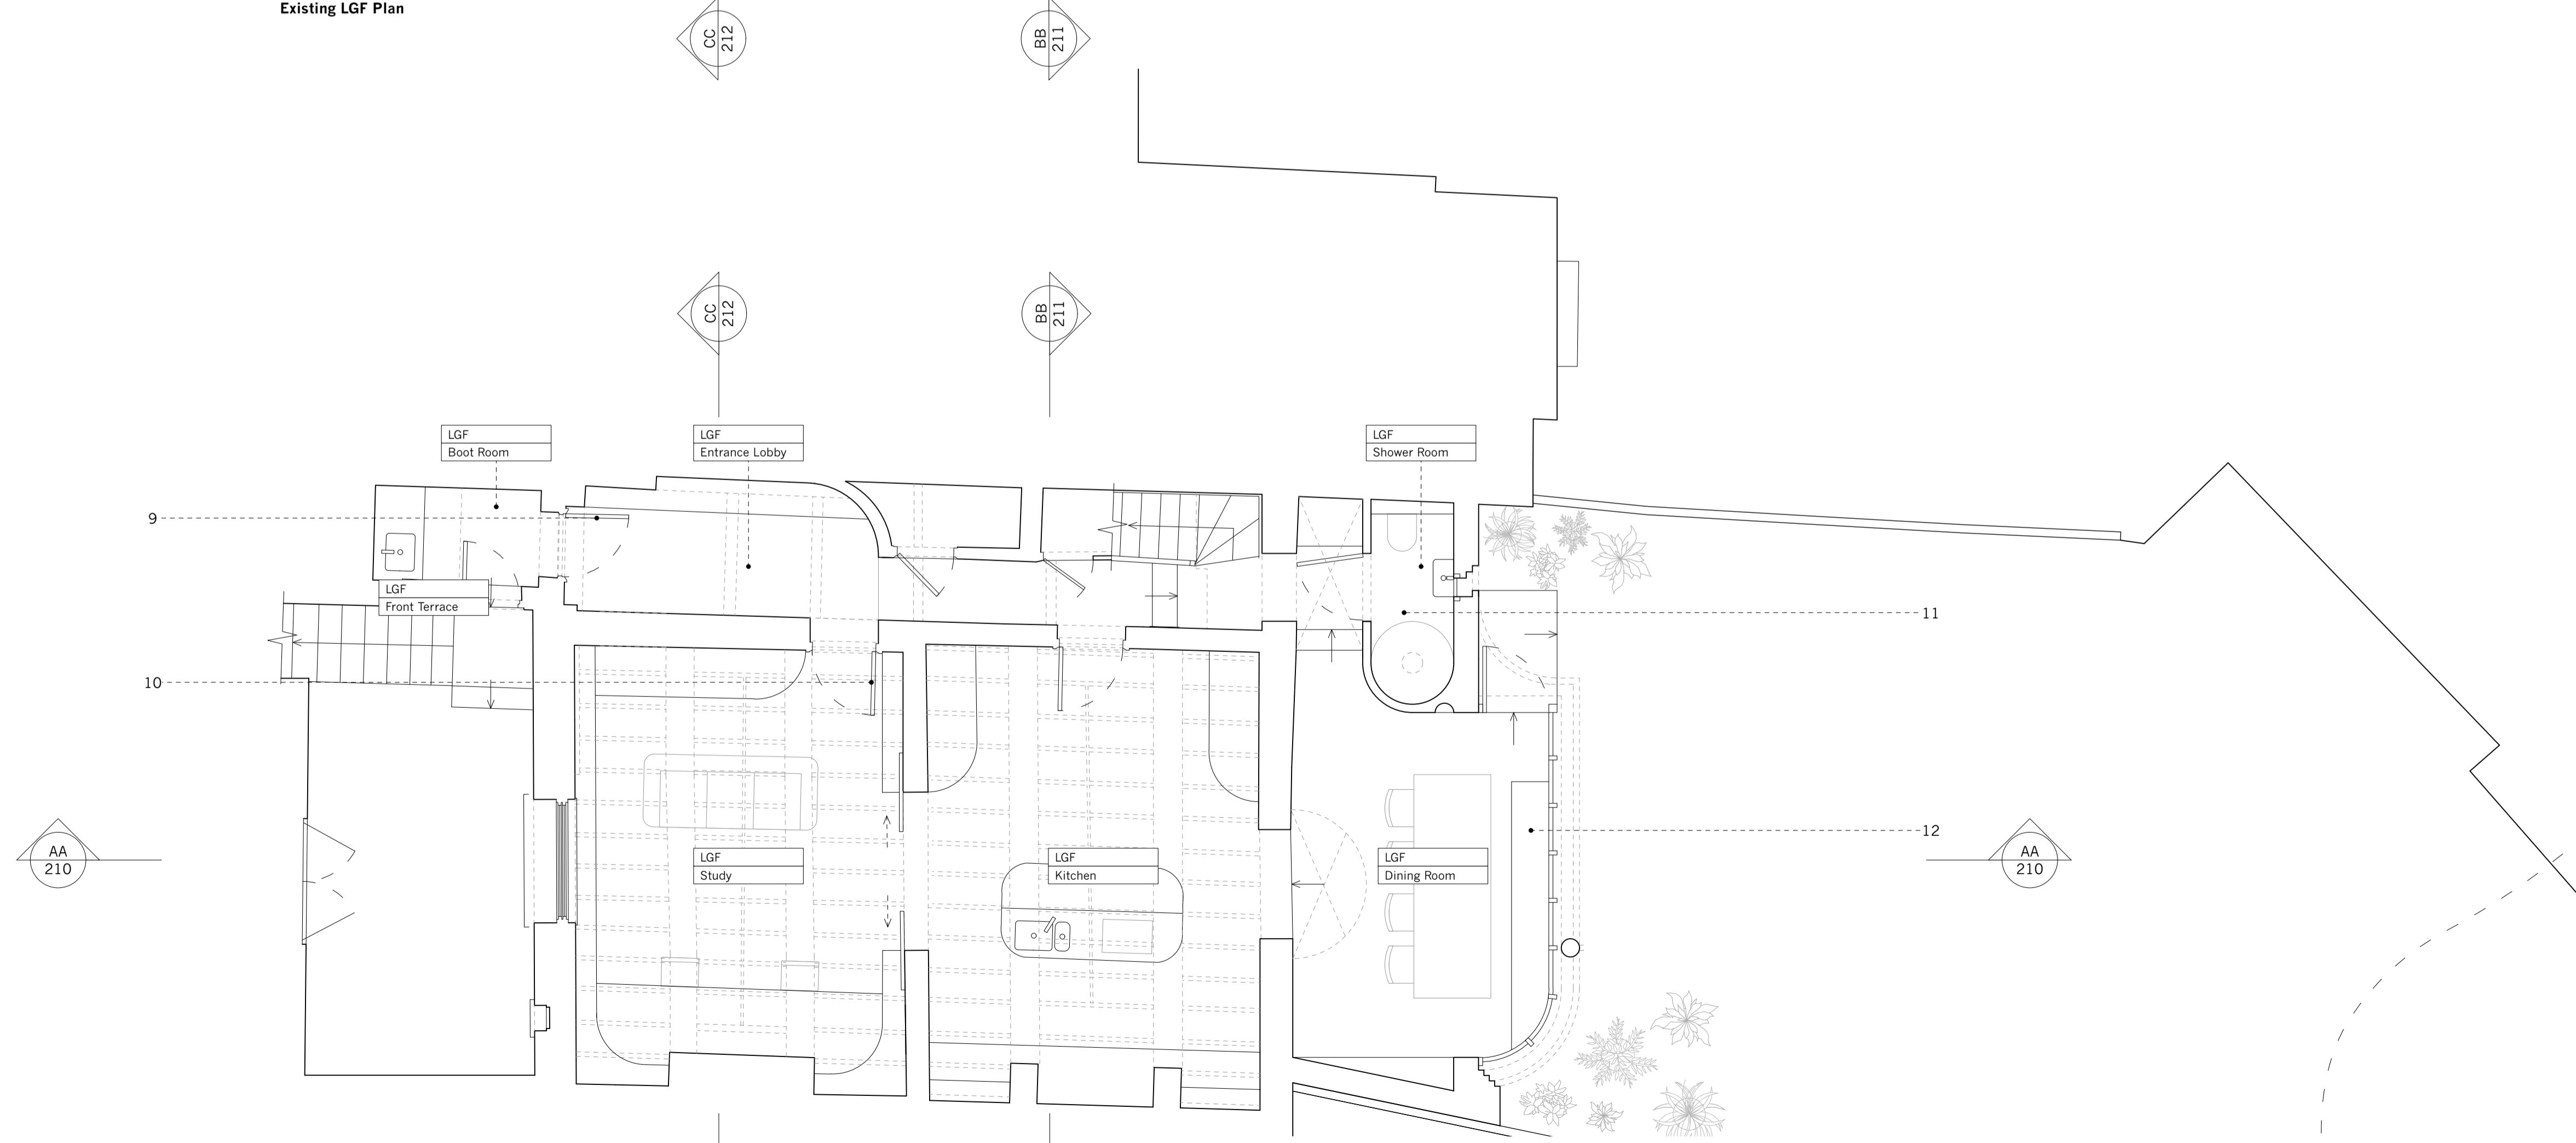 Existing LGF Plan
CC
212
BB
211
CC
212
BB
211
LGF
Boot Room
LGF
Entrance Lobby
LGF
Shower Room
9
LGF
Front Terrace
11
10
AA
210
LGF
Study
LGF
Kitchen
LGF
Dining Room
12
AA
210